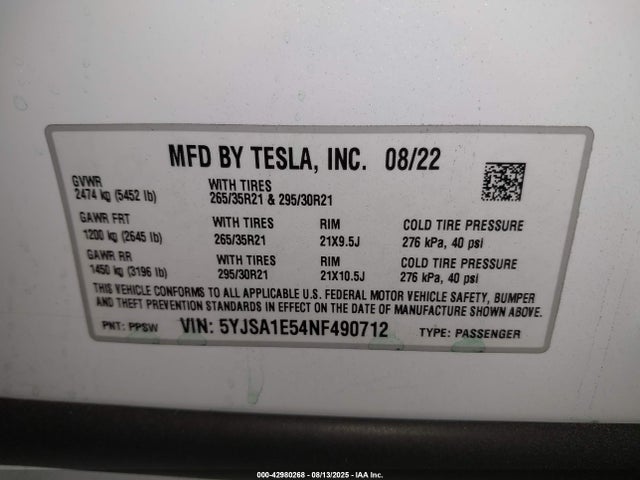 MFD BY TESLA, INC. 08/22
GVWR WITH TIRES
2474 kg (5452 lb) 265/35R21 & 295/30R21
GAWR FRT WITH TIRES RIM COLD TIRE PRESSURE
1200 kg (2645 lb) 265/35R21 21X9.5J 276 kPa, 40 psi
GAWR RR WITH TIRES RIM COLD TIRE PRESSURE
1450 kg (3196 lb) 295/30R21 21X10.5J 276 kPa, 40 psi
THIS VEHICLE CONFORMS TO ALL APPLICABLE U.S. FEDERAL MOTOR VEHICLE SAFETY, BUMPER
AND THEFT PREVENTION STANDARDS IN EFFECT ON THE DATE OF MANUFACTURE SHOWN ABOVE.
PNT: PPSW VIN: 5YJSA1E54NF490712 TYPE: PASSENGER
000-42980268 - 08/13/2025 - IAA Inc.